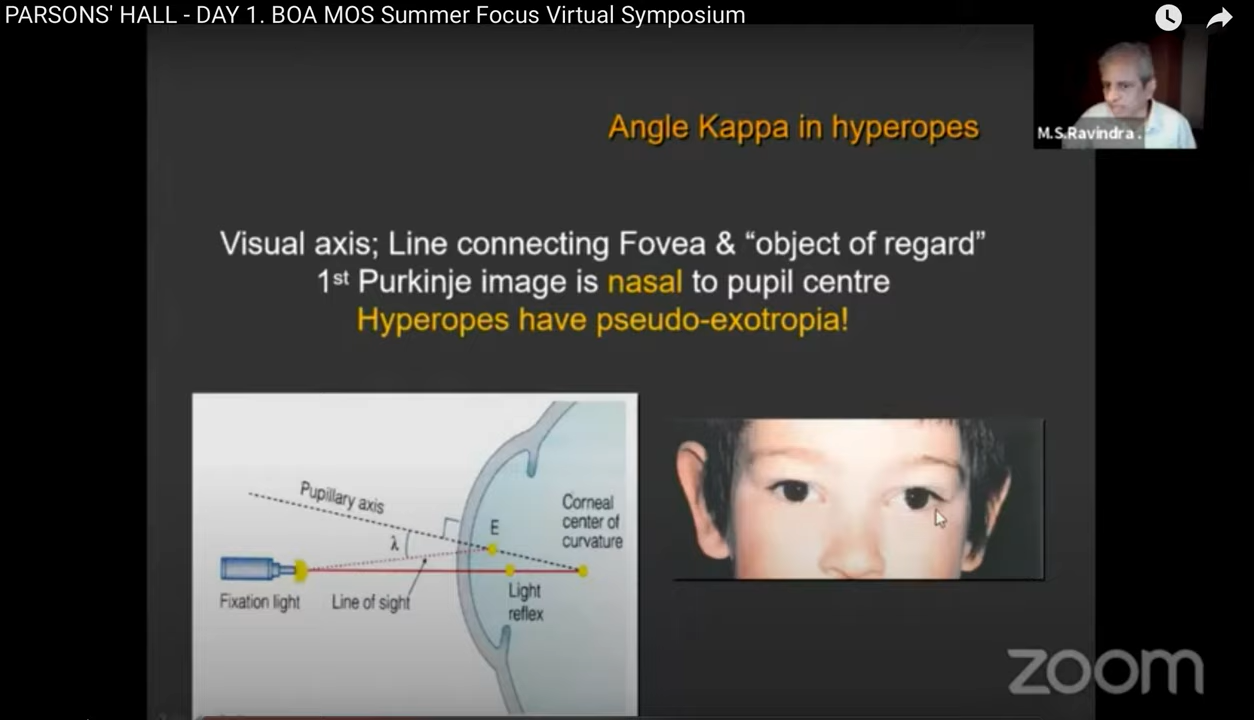 PARSONS' HALL - DAY 1. BOA MOS Summer Focus Virtual Symposium
M.S.Ravindra .
Angle Kappa in hyperopes
Visual axis; Line connecting Fovea & “object of regard”
1st Purkinje image is nasal to pupil centre
Hyperopes have pseudo-exotropia!
Pupillary axis
λ
E
Corneal
center of
curvature
Fixation light
Line of sight
Light
reflex
zoom